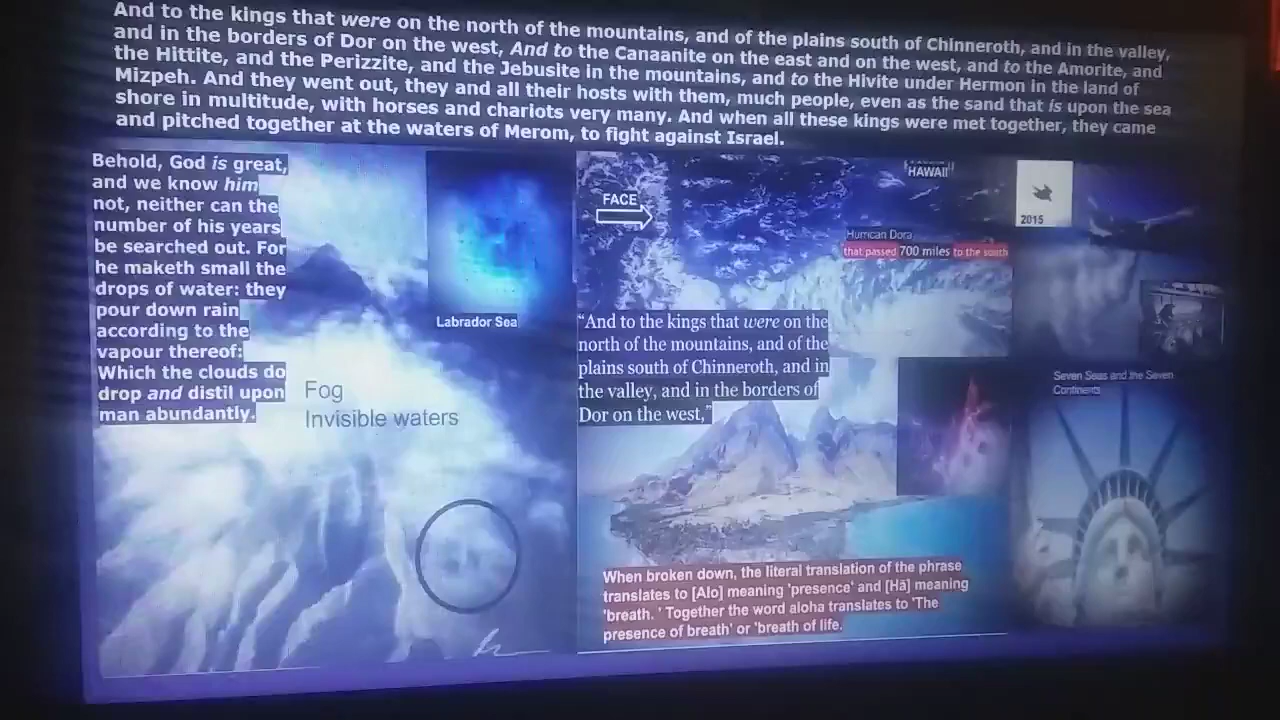 And to the kings that were on the north of the mountains, and of the plains south of Chinneroth, and in the valley,
and in the borders of Dor on the west, And to the Canaanite on the east and on the west, and to the Amorite, and
the Hittite, and the Perizzite, and the Jebusite in the mountains, and to the Hivite under Hermon in the land of
Mizpeh. And they went out, they and all their hosts with them, much people, even as the sand that is upon the sea
shore in multitude, with horses and chariots very many. And when all these kings were met together, they came
and pitched together at the waters of Merom, to fight against Israel.
Behold, God is great,
and we know him
not, neither can the
number of his years
be searched out. For
he maketh small the
drops of water: they
pour down rain
according to the
vapour thereof:
Which the clouds do
drop and distil upon
man abundantly.
Labrador Sea
Fog
Invisible waters
FACE
HAWAII
Hurrican Dora
that passed 700 miles to the south
2015
"And to the kings that were on the
north of the mountains, and of the
plains south of Chinneroth, and in
the valley, and in the borders of
Dor on the west,"
Seven Seas and the Seven
Continents
When broken down, the literal translation of the phrase
translates to [Alo] meaning 'presence' and [Hā] meaning
'breath. ' Together the word aloha translates to 'The
presence of breath' or 'breath of life.